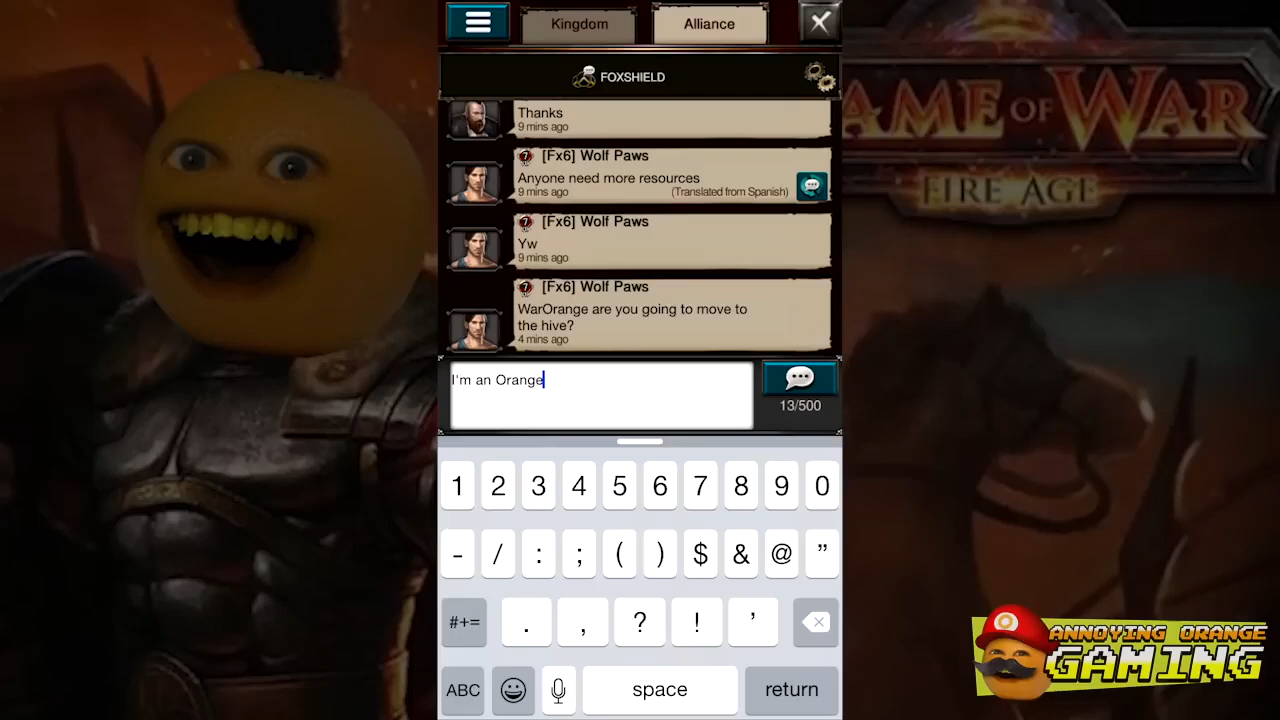 Kingdom
Alliance
FOXSHIELD
Thanks
9 mins ago
[Fx6] Wolf Paws
Anyone need more resources
9 mins ago
(Translated from Spanish)
[Fx6] Wolf Paws
Yw
9 mins ago
[Fx6] Wolf Paws
WarOrange are you going to move to
the hive?
4 mins ago
I'm an Orange
13/500
1 2 3 4 5 6 7 8 9 0
- / : ; ( ) $ & @ ”
#+= . , ? ! ’
ABC space return
GAME OF WAR
FIRE AGE
ANNOYING ORANGE
GAMING